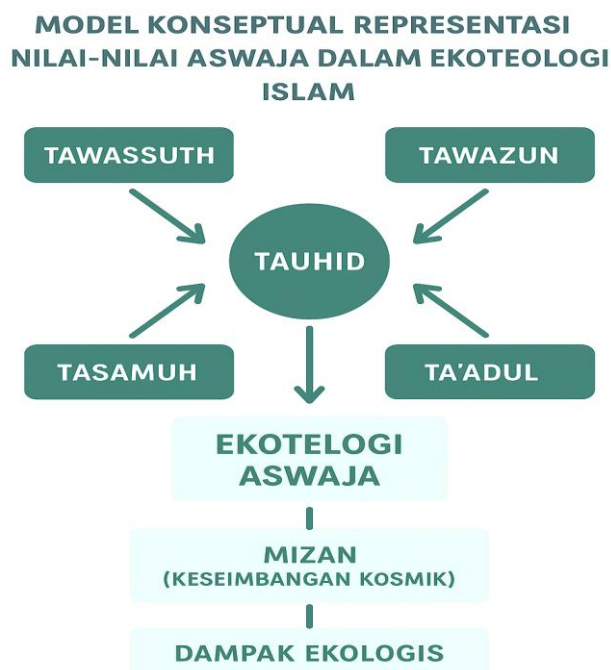 MODEL KONSEPTUAL REPRESENTASI
NILAI-NILAI ASWAJA DALAM EKOTEOLOGI
ISLAM
TAWASSUTH
TAWAZUN
TAUHID
TASAMUH
TA'ADUL
EKOTELOGI
ASWAJA
MIZAN
(KESEIMBANGAN KOSMIK)
DAMPAK EKOLOGIS